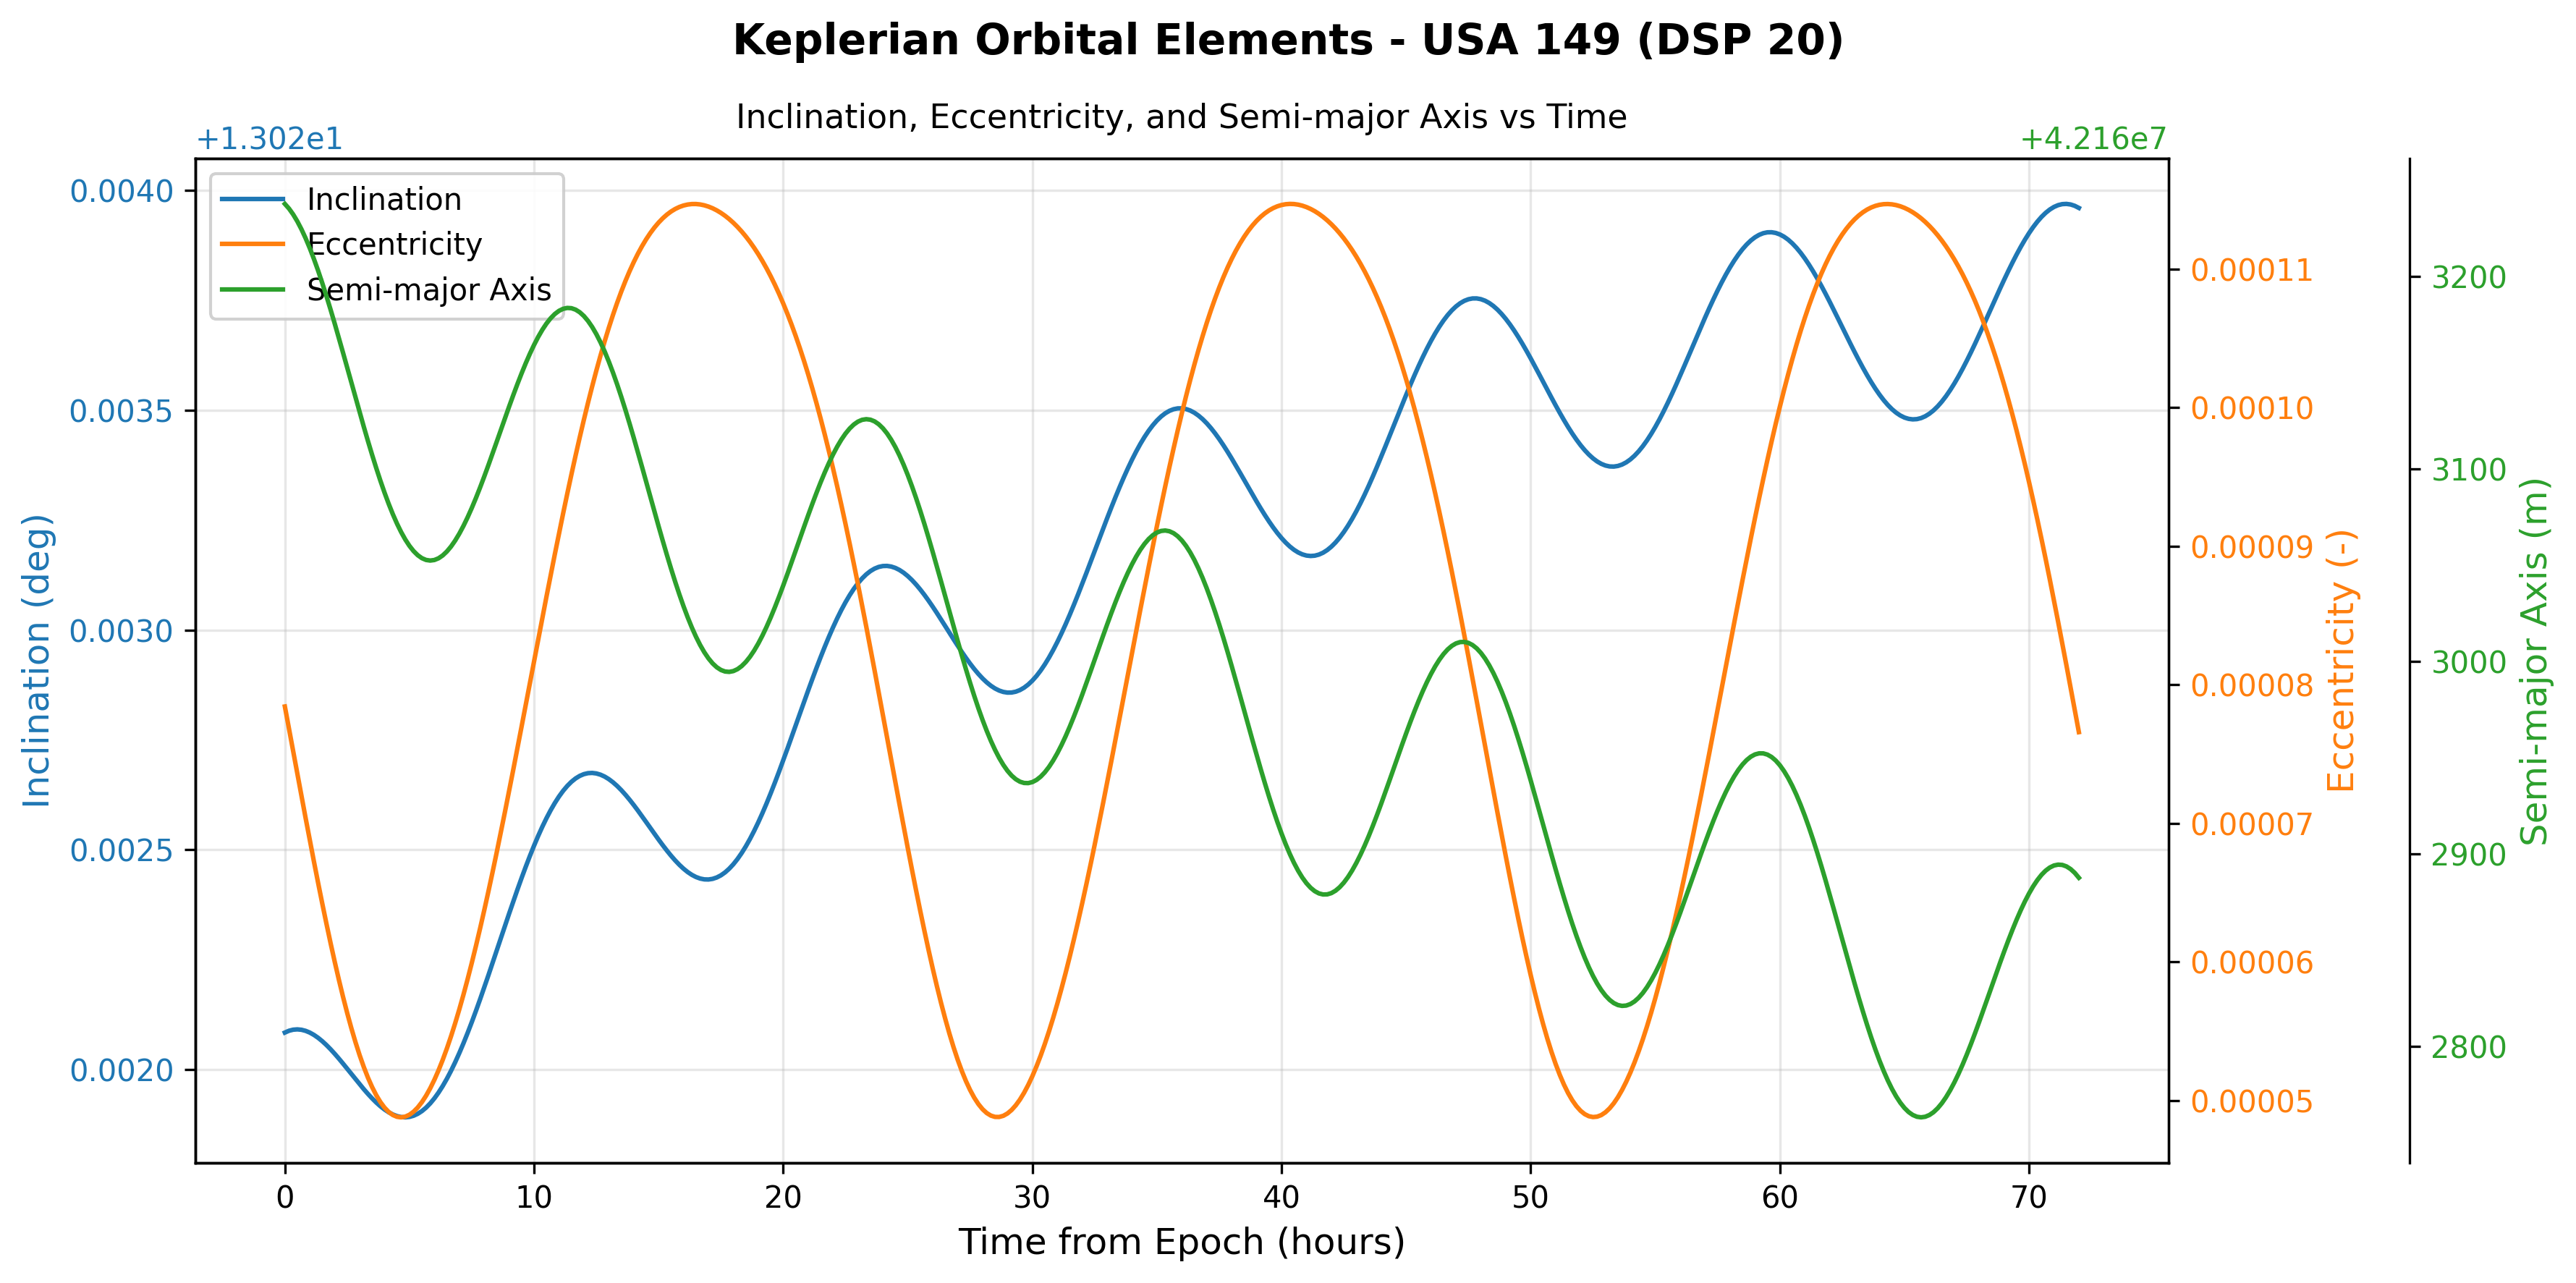 Keplerian Orbital Elements - USA 149 (DSP 20)
Inclination, Eccentricity, and Semi-major Axis vs Time
+1.302e1
+4.216e7
Inclination
Eccentricity
Semi-major Axis
0.0040
0.0035
0.0030
0.0025
0.0020
Inclination (deg)
0.00011
0.00010
0.00009
0.00008
0.00007
0.00006
0.00005
Eccentricity (-)
3200
3100
3000
2900
2800
Semi-major Axis (m)
0 10 20 30 40 50 60 70
Time from Epoch (hours)